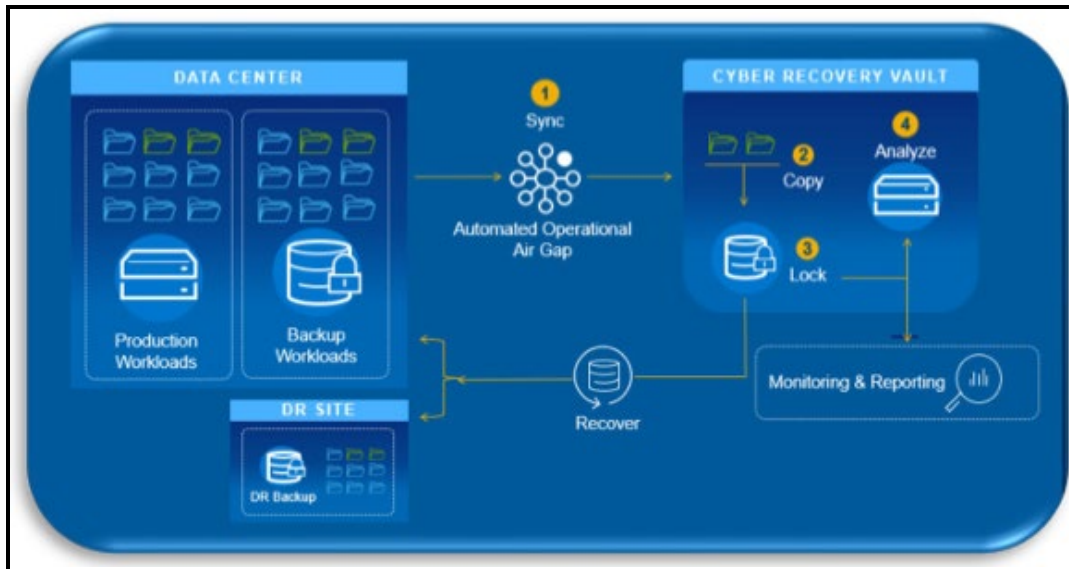 DATA CENTER
Production
Workloads
Backup
Workloads
1
Sync
Automated Operational
Air Gap
CYBER RECOVERY VAULT
2
Copy
3
Lock
4
Analyze
Monitoring & Reporting
Recover
DR SITE
DR Backup